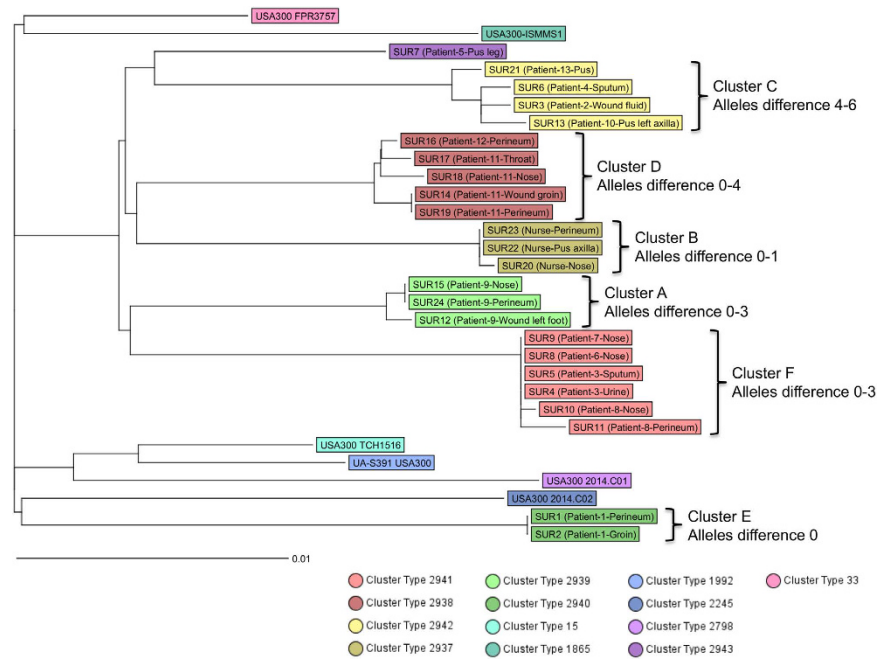 USA300 FPR3757
USA300-ISMMS1
SUR7 (Patient-5-Pus leg)
SUR21 (Patient-13-Pus)
SUR6 (Patient-4-Sputum)
SUR3 (Patient-2-Wound fluid)
SUR13 (Patient-10-Pus left axilla)
Cluster C
Alleles difference 4-6
SUR16 (Patient-12-Perineum)
SUR17 (Patient-11-Throat)
SUR18 (Patient-11-Nose)
SUR14 (Patient-11-Wound groin)
SUR19 (Patient-11-Perineum)
Cluster D
Alleles difference 0-4
SUR23 (Nurse-Perineum)
SUR22 (Nurse-Pus axilla)
SUR20 (Nurse-Nose)
Cluster B
Alleles difference 0-1
SUR15 (Patient-9-Nose)
SUR24 (Patient-9-Perineum)
SUR12 (Patient-9-Wound left foot)
Cluster A
Alleles difference 0-3
SUR9 (Patient-7-Nose)
SUR8 (Patient-6-Nose)
SUR5 (Patient-3-Sputum)
SUR4 (Patient-3-Urine)
SUR10 (Patient-8-Nose)
SUR11 (Patient-8-Perineum)
Cluster F
Alleles difference 0-3
USA300 TCH1516
UA-S391 USA300
USA300 2014.C01
USA300 2014.C02
SUR1 (Patient-1-Perineum)
SUR2 (Patient-1-Groin)
Cluster E
Alleles difference 0
0.01
Cluster Type 2941
Cluster Type 2938
Cluster Type 2942
Cluster Type 2937
Cluster Type 2939
Cluster Type 2940
Cluster Type 15
Cluster Type 1865
Cluster Type 1992
Cluster Type 2245
Cluster Type 2798
Cluster Type 2943
Cluster Type 33